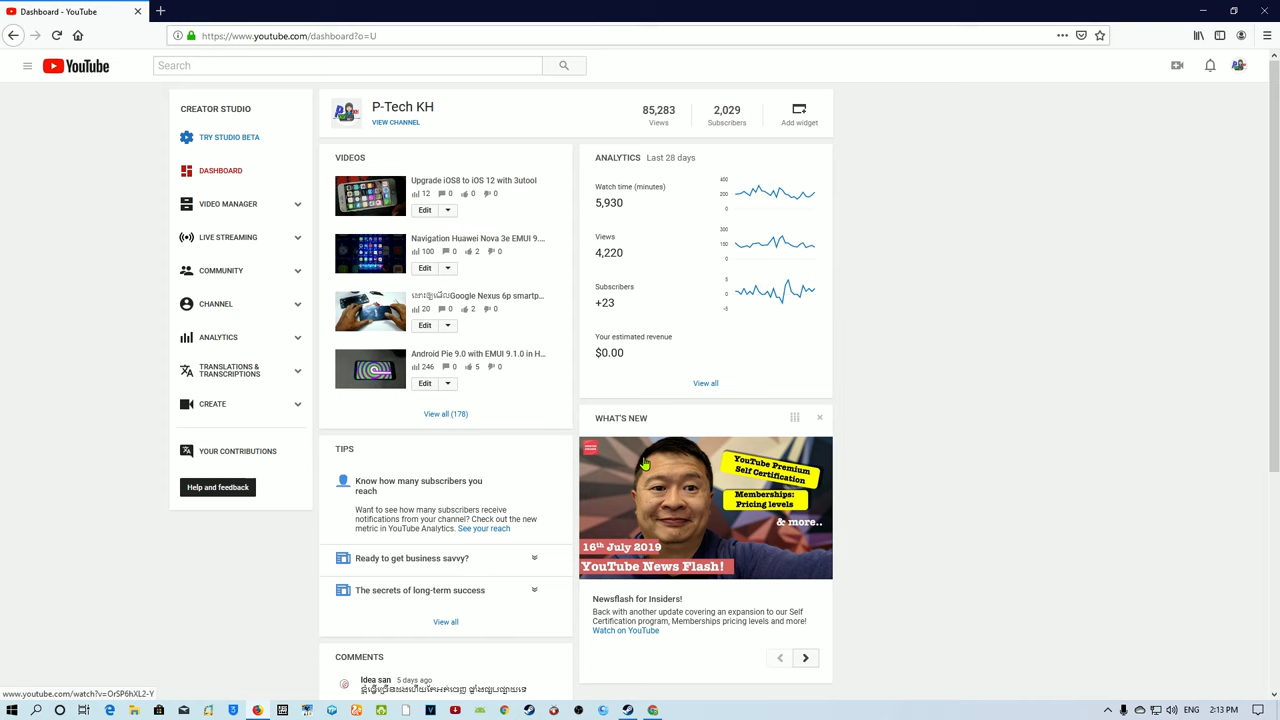 Dashboard - YouTube
https://www.youtube.com/dashboard?o=U
YouTube
Search
CREATOR STUDIO
TRY STUDIO BETA
DASHBOARD
VIDEO MANAGER
LIVE STREAMING
COMMUNITY
CHANNEL
ANALYTICS
TRANSLATIONS &
TRANSCRIPTIONS
CREATE
YOUR CONTRIBUTIONS
Help and feedback
P-Tech KH
VIEW CHANNEL
85,283
Views
2,029
Subscribers
Add widget
VIDEOS
Upgrade iOS8 to iOS 12 with 3utool
12 0 0 0
Edit
Navigation Huawei Nova 3e EMUI 9....
100 0 2 0
Edit
Google Nexus 6p smartp...
20 0 2 0
Edit
Android Pie 9.0 with EMUI 9.1.0 in H...
246 0 5 0
Edit
View all (178)
TIPS
Know how many subscribers you
reach
Want to see how many subscribers receive
notifications from your channel? Check out the new
metric in YouTube Analytics. See your reach
Ready to get business savvy?
The secrets of long-term success
View all
COMMENTS
Idea san 5 days ago
ANALYTICS Last 28 days
Watch time (minutes)
5,930
400
200
0
Views
4,220
300
150
0
Subscribers
+23
5
0
-5
Your estimated revenue
$0.00
View all
WHAT'S NEW
YouTube Premium
Self Certification
Memberships:
Pricing levels
& more..
16th July 2019
YouTube News Flash!
Newsflash for Insiders!
Back with another update covering an expansion to our Self
Certification program, Memberships pricing levels and more!
Watch on YouTube
www.youtube.com/watch?v=OrSP6hXL2-Y
2:13 PM